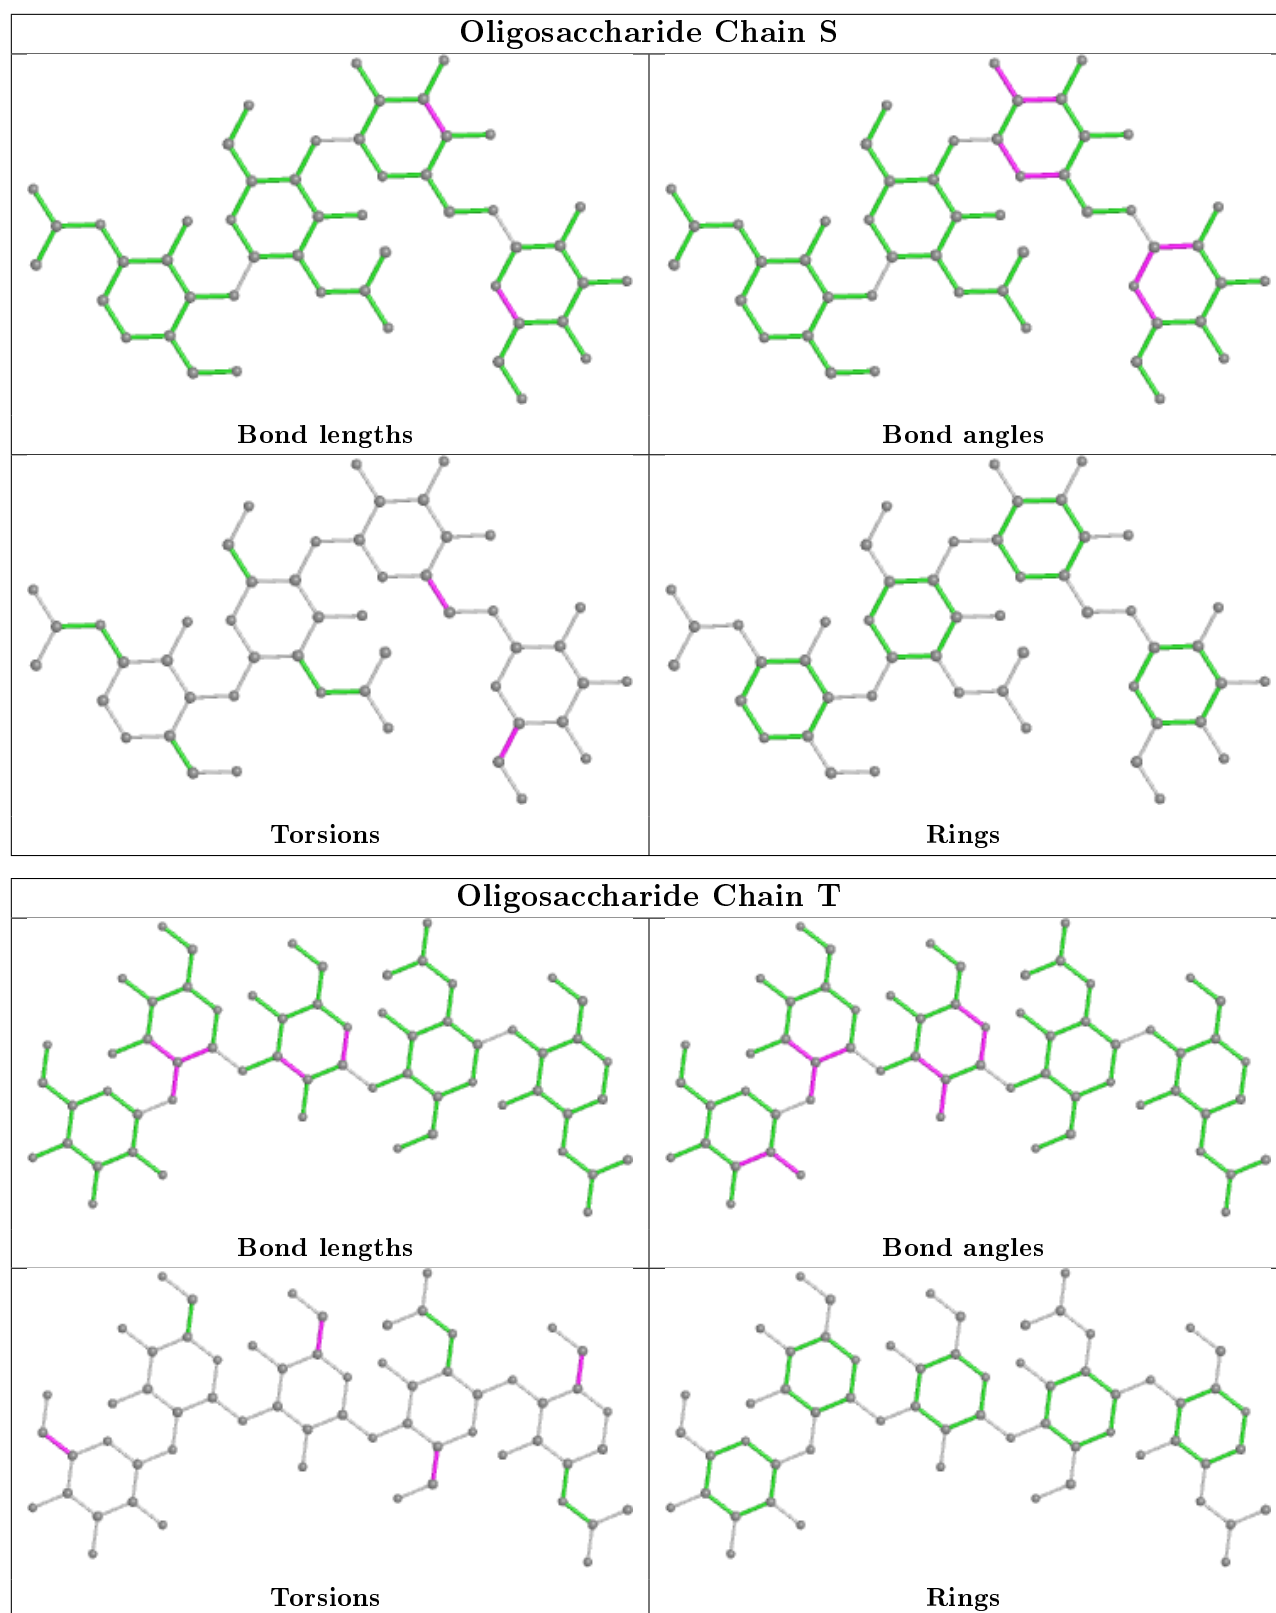 Oligosaccharide Chain S
Bond lengths
Bond angles
Torsions
Rings
Oligosaccharide Chain T
Bond lengths
Bond angles
Torsions
Rings